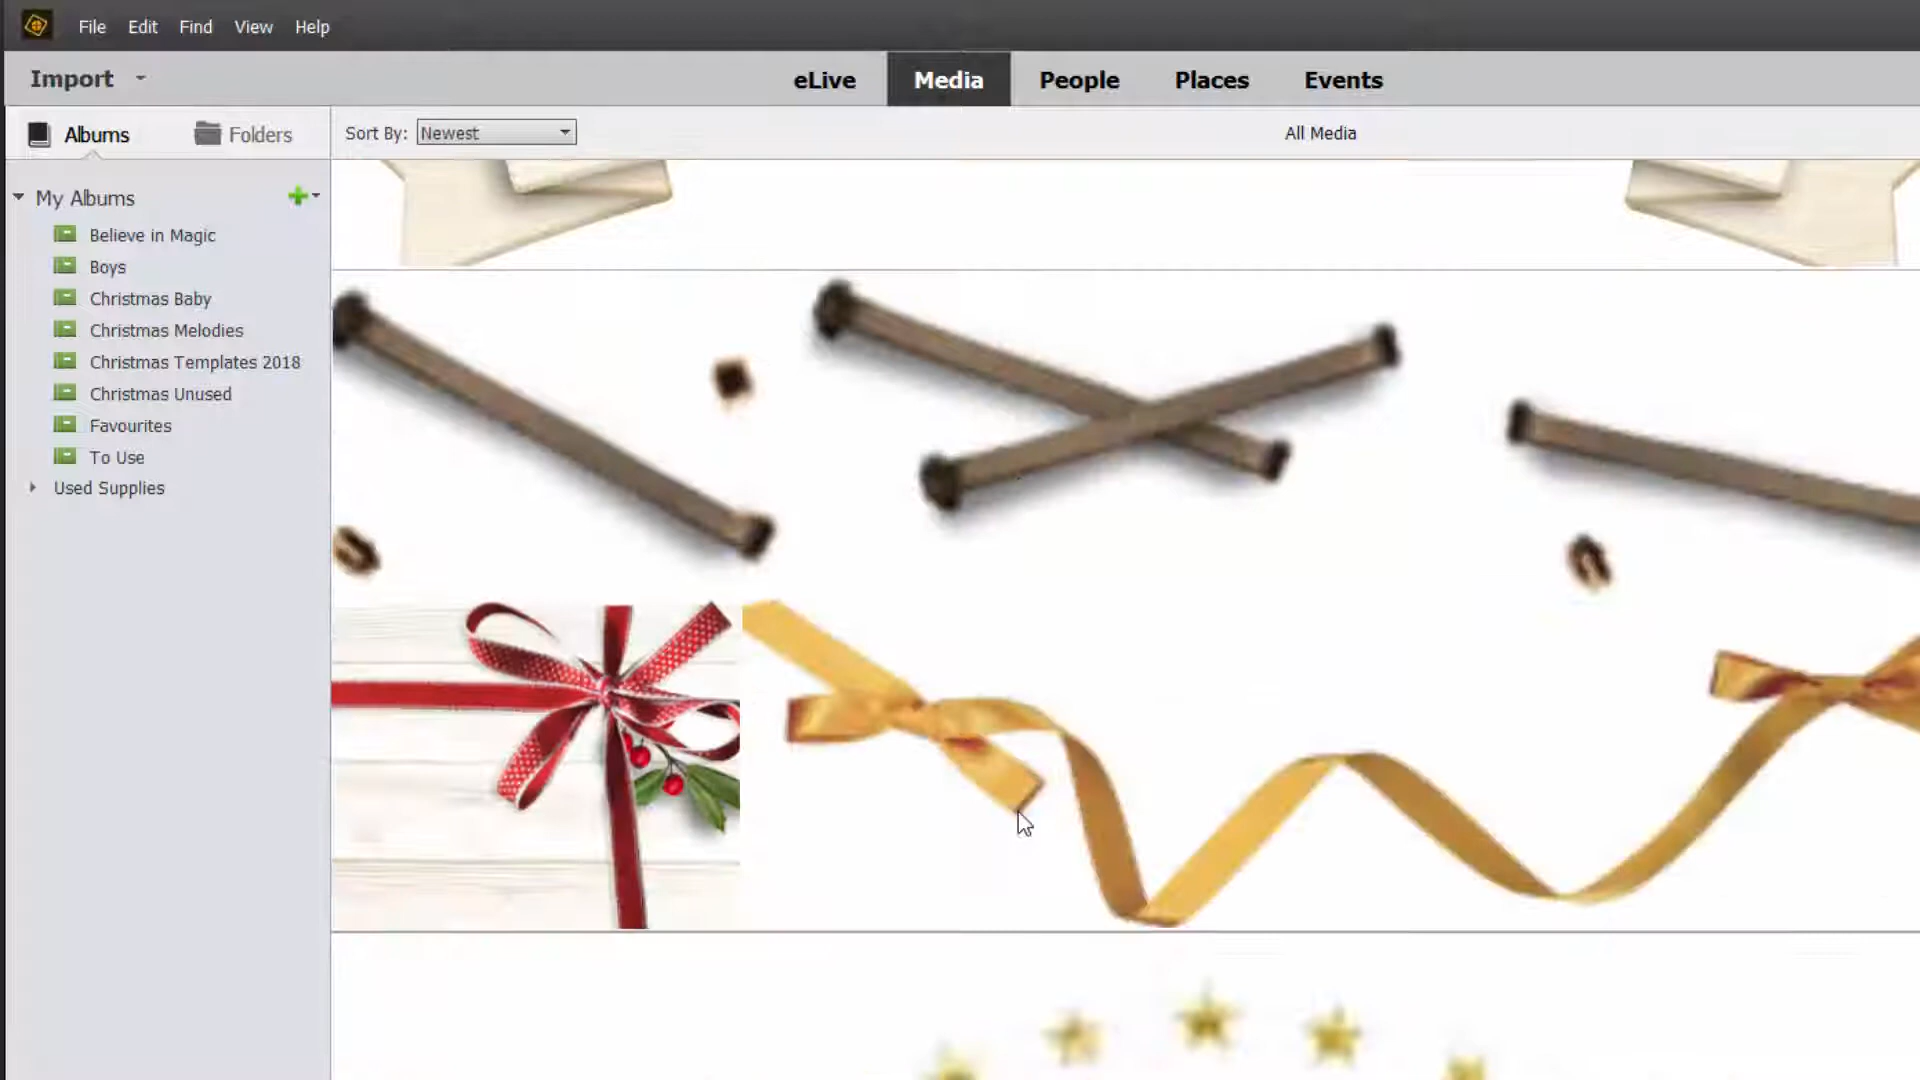 File Edit Find View Help
Import eLive Media People Places Events
Albums Folders Sort By: Newest All Media
My Albums
Believe in Magic
Boys
Christmas Baby
Christmas Melodies
Christmas Templates 2018
Christmas Unused
Favourites
To Use
Used Supplies